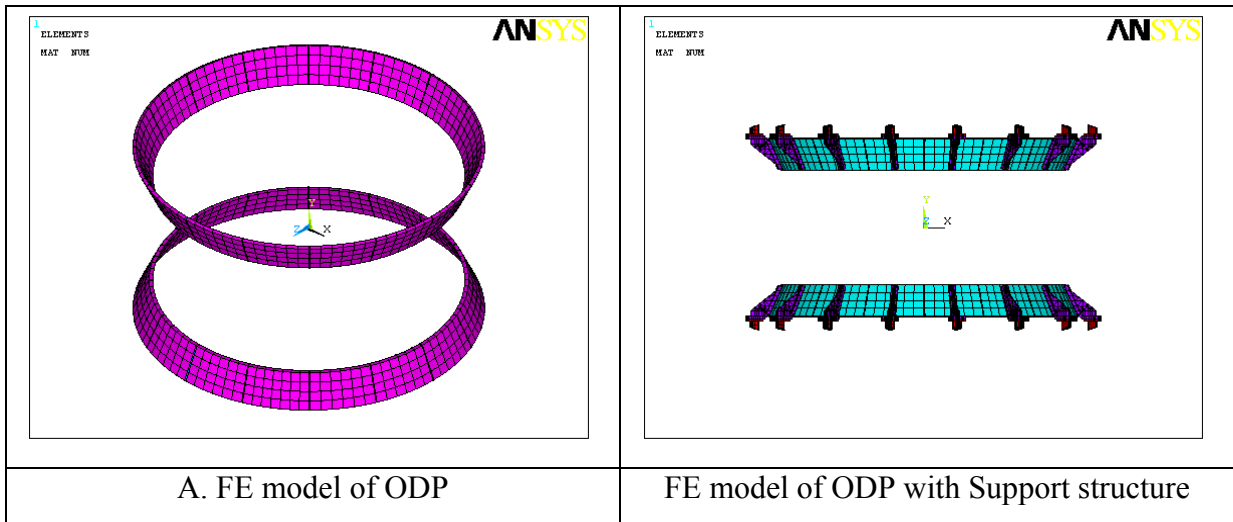 1
ELEMENTS
MAT NUM
ANSYS
Y
Z X
A. FE model of ODP
1
ELEMENTS
MAT NUM
ANSYS
Y
Z X
FE model of ODP with Support structure